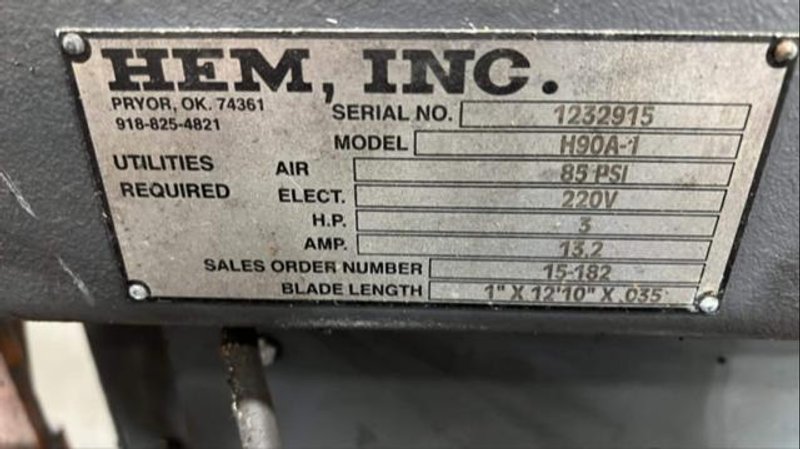 HEM, INC.
PRYOR, OK. 74361
918-825-4821
SERIAL NO. 1232915
MODEL H90A-1
UTILITIES REQUIRED
AIR 85 PSI
ELECT. 220V
H.P. 3
AMP. 13.2
SALES ORDER NUMBER 15-182
BLADE LENGTH 1" X 12'10" X .035